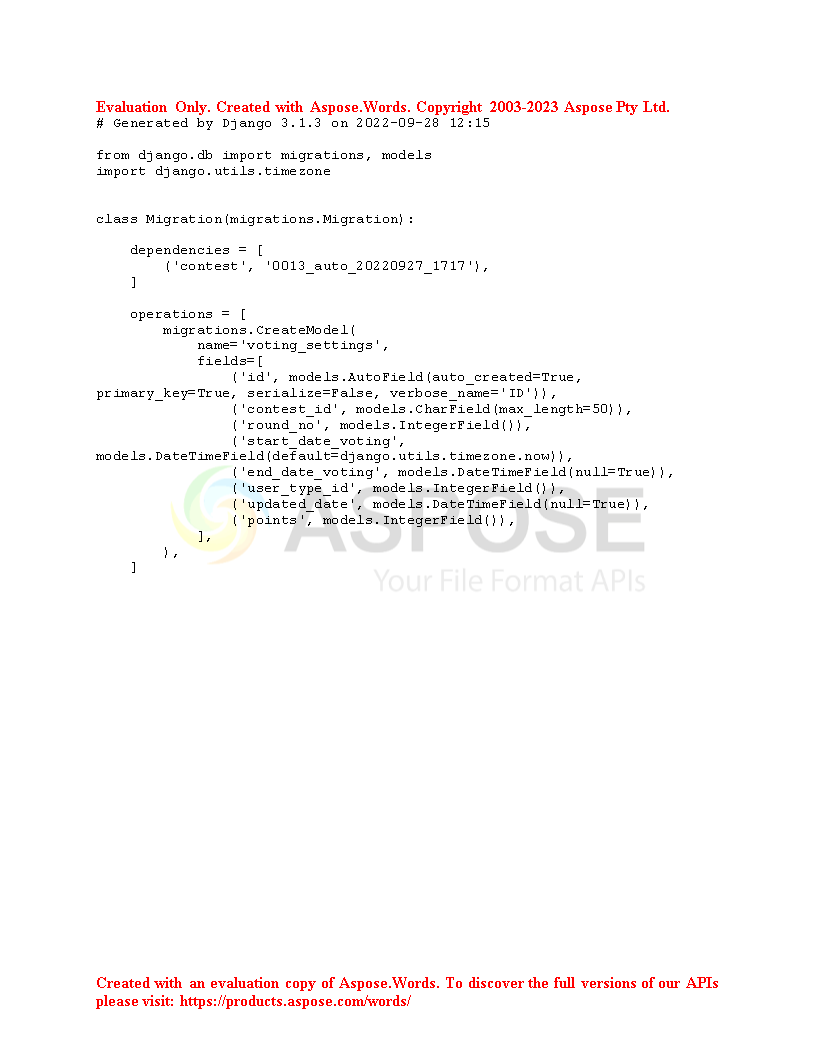 Evaluation Only. Created with Aspose.Words. Copyright 2003-2023 Aspose Pty Ltd.
# Generated by Django 3.1.3 on 2022-09-28 12:15
from django.db import migrations, models
import django.utils.timezone
class Migration(migrations.Migration):
    dependencies = [
        ('contest', '0013_auto_20220927_1717'),
    ]
    operations = [
        migrations.CreateModel(
            name='voting_settings',
            fields=[
                ('id', models.AutoField(auto_created=True,
primary_key=True, serialize=False, verbose_name='ID')),
                ('contest_id', models.CharField(max_length=50)),
                ('round_no', models.IntegerField()),
                ('start_date_voting',
models.DateTimeField(default=django.utils.timezone.now)),
                ('end_date_voting', models.DateTimeField(null=True)),
                ('user_type_id', models.IntegerField()),
                ('updated_date', models.DateTimeField(null=True)),
                ('points', models.IntegerField()),
            ],
        ),
    ]
ASPOSE
Your File Format APIs
Created with an evaluation copy of Aspose.Words. To discover the full versions of our APIs
please visit: https://products.aspose.com/words/